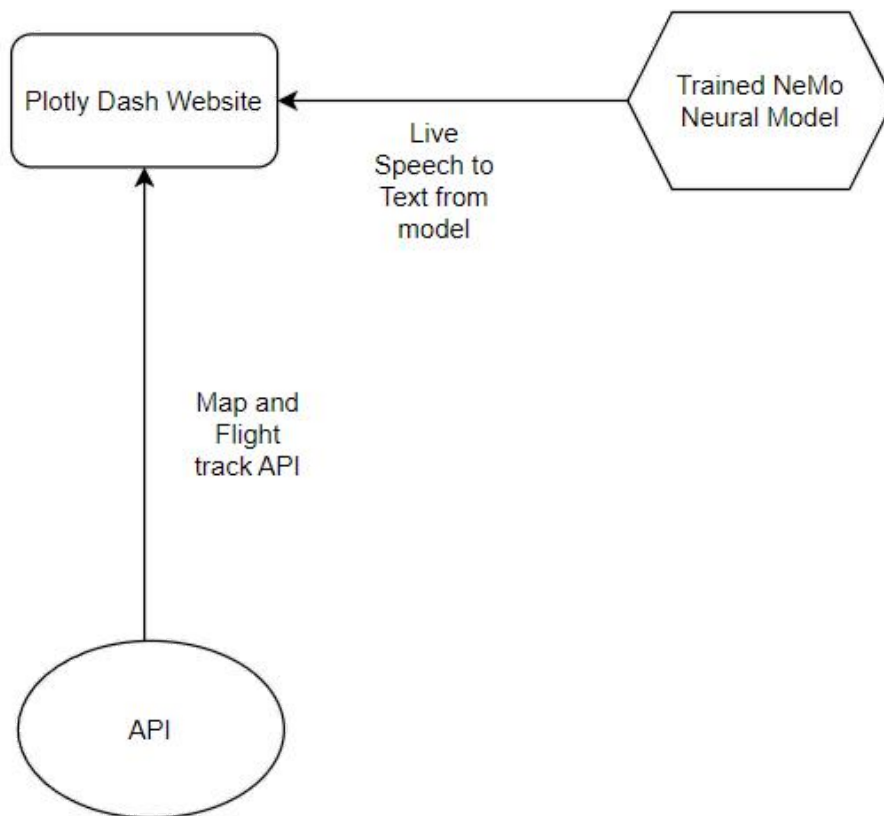 Plotly Dash Website
Trained NeMo
Neural Model
Live
Speech to
Text from
model
Map and
Flight
track API
API